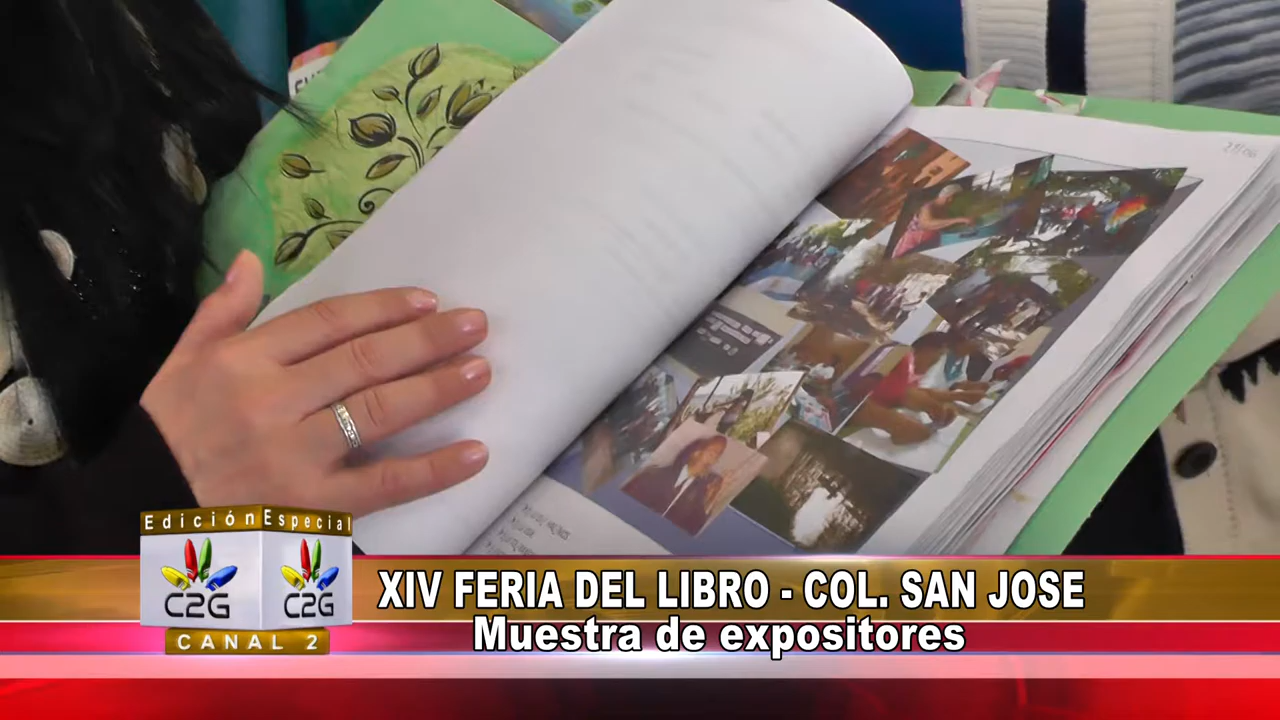 Edición Especial
C2G C2G
CANAL 2
XIV FERIA DEL LIBRO - COL. SAN JOSE
Muestra de expositores